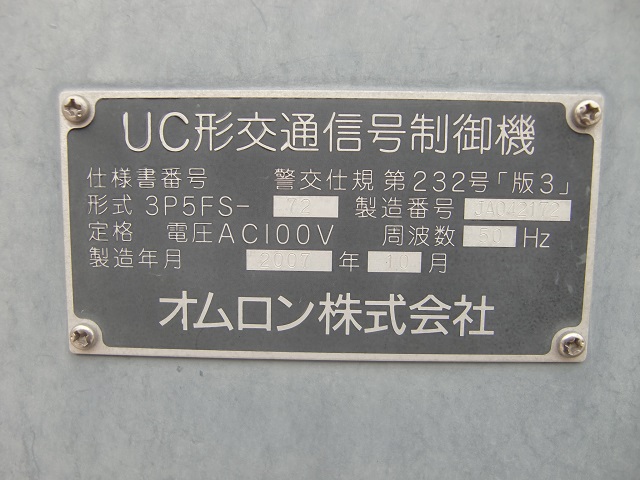 UC形交通信号制御機
仕様書番号 警交仕規 第232号「版3」
形式 3P5FS-72 製造番号
定格 電圧AC100V 周波数 50 Hz
製造年月 2007 年 10 月
オムロン株式会社